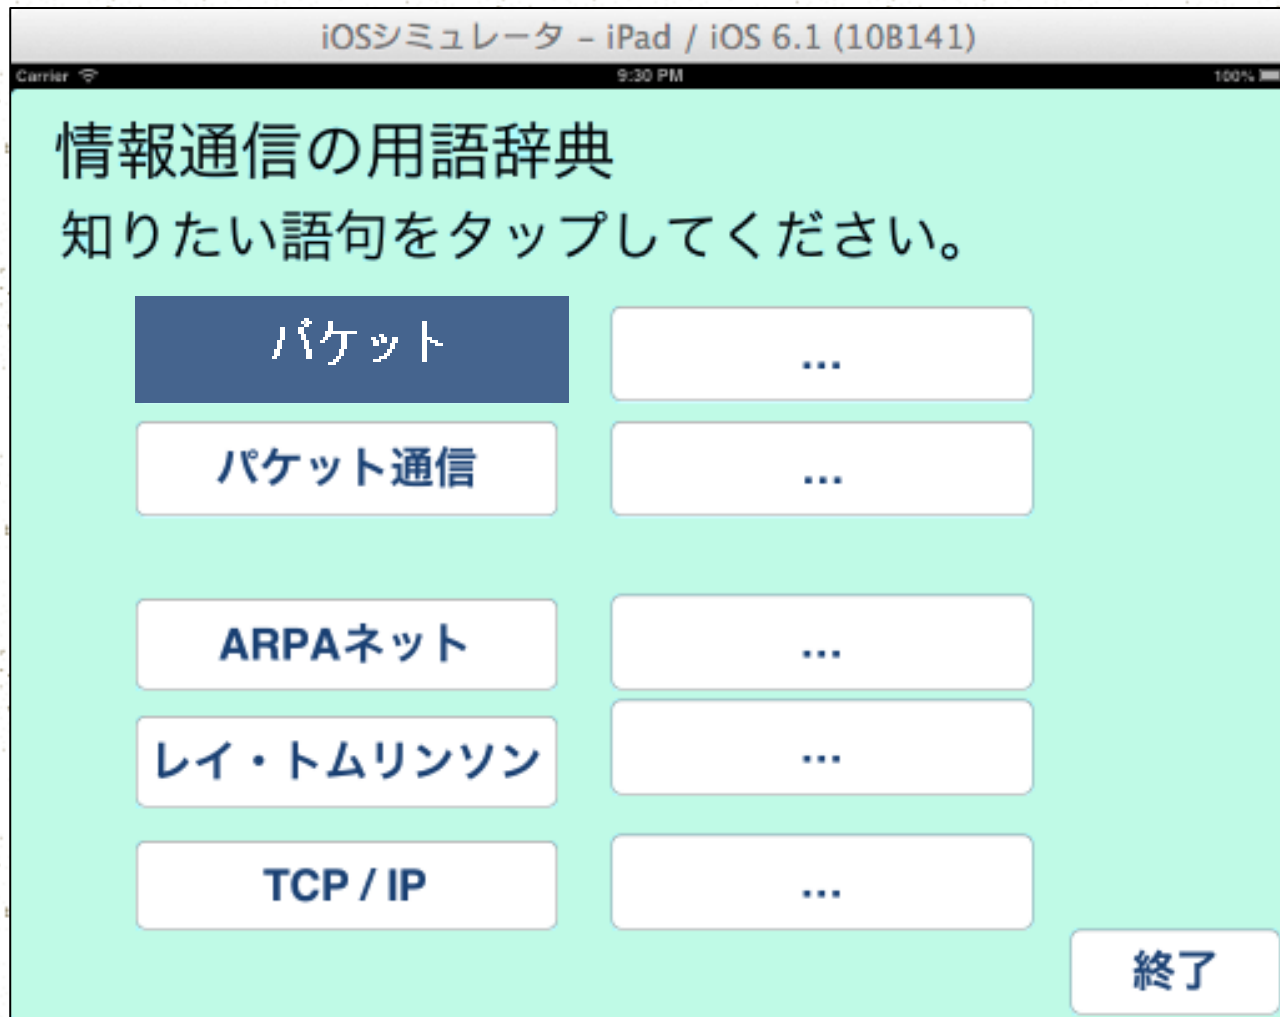 iOSシミュレータ – iPad / iOS 6.1 (10B141)
Carrier 9:30 PM 100%
情報通信の用語辞典
知りたい語句をタップしてください。
パケット ...
パケット通信 ...
ARPAネット ...
レイ・トムリンソン ...
TCP / IP ...
終了